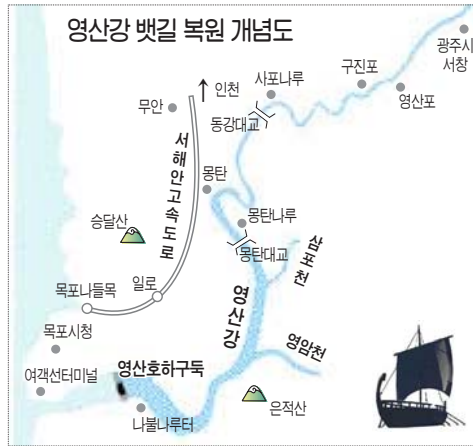 영산강 뱃길 복원 개념도
광주시
서창
구진포
영산포
사포나루
인천
무안
동강대교
서해안고속도로
몽탄
몽탄나루
몽탄대교
삼포천
승달산
영산강
일로
목포나들목
영암천
목포시청
영산호하구둑
여객선터미널
은적산
나불나루터